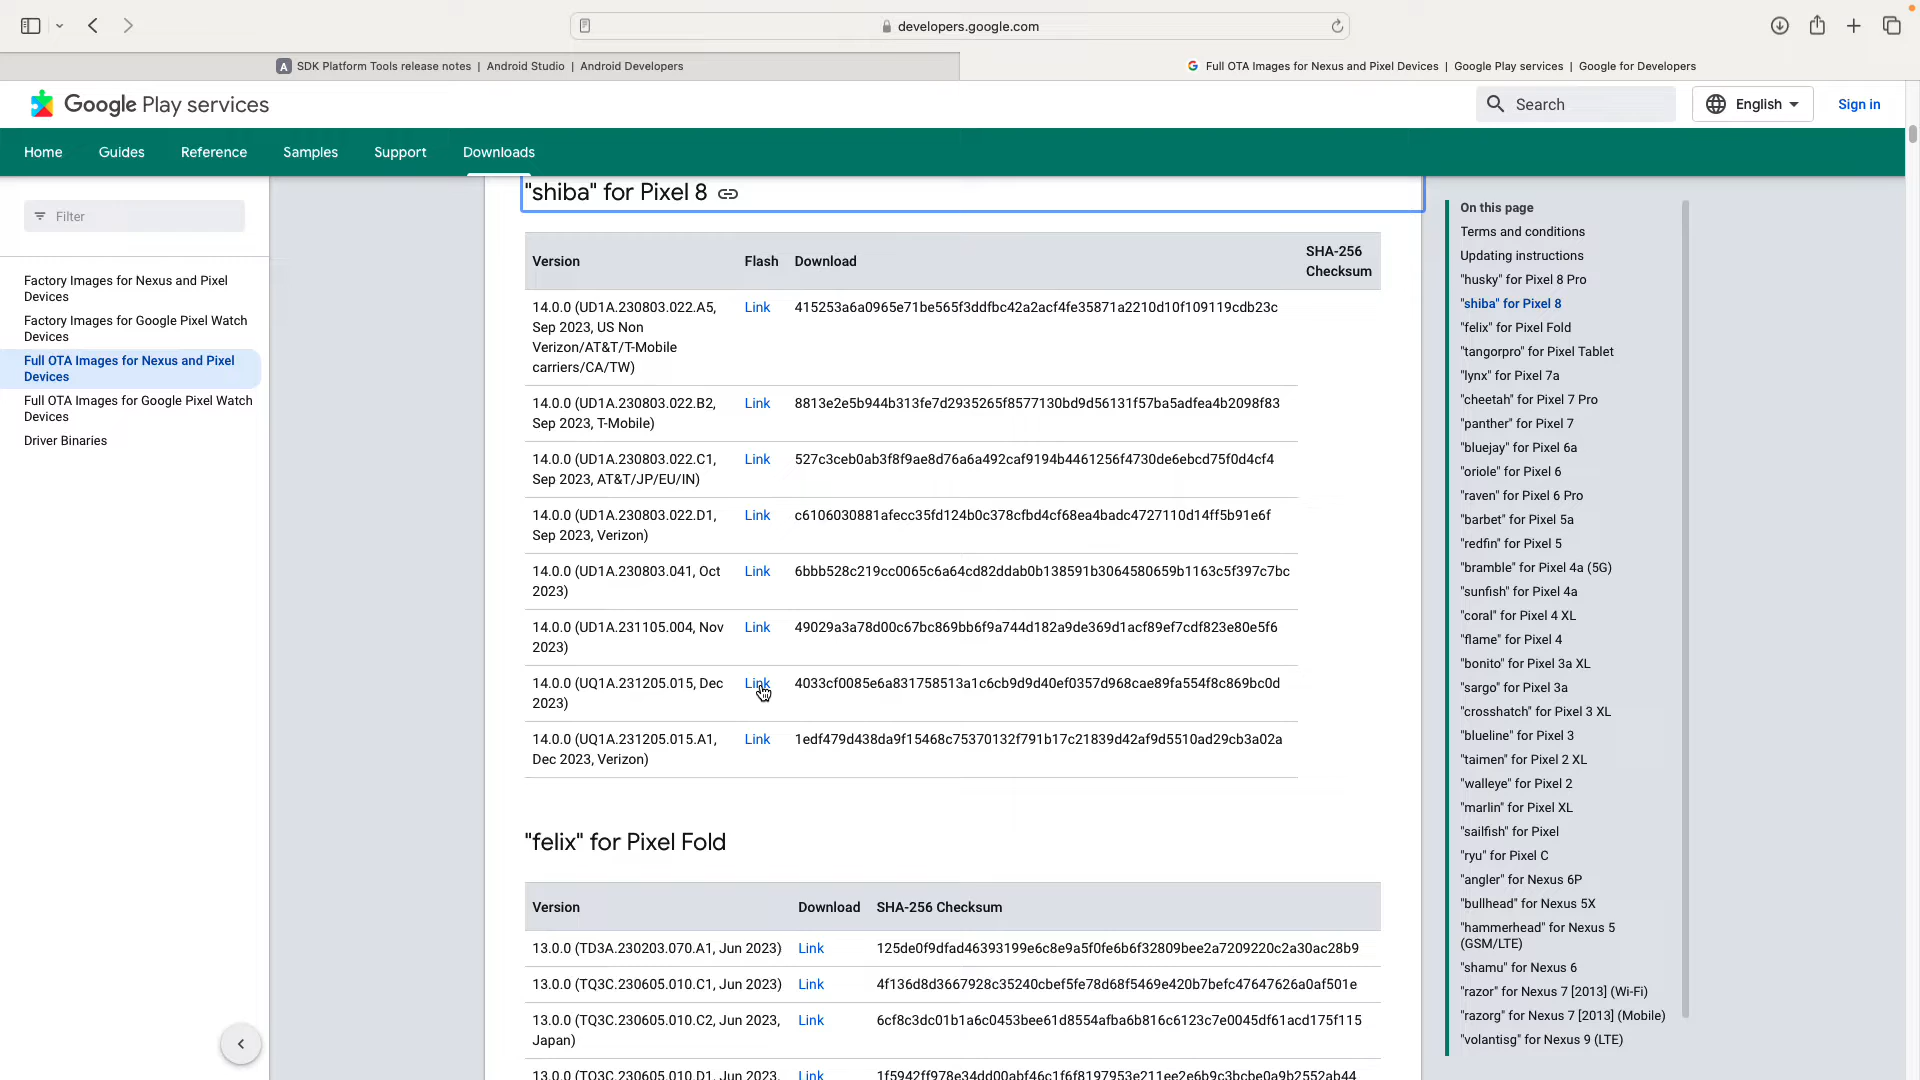 developers.google.com
SDK Platform Tools release notes | Android Studio | Android Developers
Full OTA Images for Nexus and Pixel Devices | Google Play services | Google for Developers
Google Play services
Search
English
Sign in
Home
Guides
Reference
Samples
Support
Downloads
Filter
Factory Images for Nexus and Pixel
Devices
Factory Images for Google Pixel Watch
Devices
Full OTA Images for Nexus and Pixel
Devices
Full OTA Images for Google Pixel Watch
Devices
Driver Binaries
"shiba" for Pixel 8
Version Flash Download SHA-256
Checksum
14.0.0 (UD1A.230803.022.A5, Link 415253a6a0965e71be565f3ddfbc42a2acf4fe35871a2210d10f109119cdb23c
Sep 2023, US Non
Verizon/AT&T/T-Mobile
carriers/CA/TW)
14.0.0 (UD1A.230803.022.B2, Link 8813e2e5b944b313fe7d2935265f8577130bd9d56131f57ba5adfea4b2098f83
Sep 2023, T-Mobile)
14.0.0 (UD1A.230803.022.C1, Link 527c3ceb0ab3f8f9ae8d76a6a492caf9194b4461256f4730de6ebcd75f0d4cf4
Sep 2023, AT&T/JP/EU/IN)
14.0.0 (UD1A.230803.022.D1, Link c6106030881afecc35fd124b0c378cfbd4cf68ea4badc4727110d14ff5b91e6f
Sep 2023, Verizon)
14.0.0 (UD1A.230803.041, Oct Link 6bbb528c219cc0065c6a64cd82ddab0b138591b3064580659b1163c5f397c7bc
2023)
14.0.0 (UD1A.231105.004, Nov Link 49029a3a78d00c67bc869bb6f9a744d182a9de369d1acf89ef7cdf823e80e5f6
2023)
14.0.0 (UQ1A.231205.015, Dec Link 4033cf0085e6a831758513a1c6cb9d9d40ef0357d968cae89fa554f8c869bc0d
2023)
14.0.0 (UQ1A.231205.015.A1, Link 1edf479d438da9f15468c75370132f791b17c21839d42af9d5510ad29cb3a02a
Dec 2023, Verizon)
"felix" for Pixel Fold
Version Download SHA-256 Checksum
13.0.0 (TD3A.230203.070.A1, Jun 2023) Link 125de0f9dfad46393199e6c8e9a5f0fe6b6f32809bee2a7209220c2a30ac28b9
13.0.0 (TQ3C.230605.010.C1, Jun 2023) Link 4f136d8d3667928c35240cbef5fe78d68f5469e420b7befc47647626a0af501e
13.0.0 (TQ3C.230605.010.C2, Jun 2023, Link 6cf8c3dc01b1a6c0453bee61d8554afba6b816c6123c7e0045df61acd175f115
Japan)
13.0.0 (TQ3C.230605.010.D1, Jun 2023, Link 1f5942ff978e34dd00abf46c1f6f8197953e211ee2e6b9c3bcbe0a9b2552ab44
On this page
Terms and conditions
Updating instructions
"husky" for Pixel 8 Pro
"shiba" for Pixel 8
"felix" for Pixel Fold
"tangorpro" for Pixel Tablet
"lynx" for Pixel 7a
"cheetah" for Pixel 7 Pro
"panther" for Pixel 7
"bluejay" for Pixel 6a
"oriole" for Pixel 6
"raven" for Pixel 6 Pro
"barbet" for Pixel 5a
"redfin" for Pixel 5
"bramble" for Pixel 4a (5G)
"sunfish" for Pixel 4a
"coral" for Pixel 4 XL
"flame" for Pixel 4
"bonito" for Pixel 3a XL
"sargo" for Pixel 3a
"crosshatch" for Pixel 3 XL
"blueline" for Pixel 3
"taimen" for Pixel 2 XL
"walleye" for Pixel 2
"marlin" for Pixel XL
"sailfish" for Pixel
"ryu" for Pixel C
"angler" for Nexus 6P
"bullhead" for Nexus 5X
"hammerhead" for Nexus 5
(GSM/LTE)
"shamu" for Nexus 6
"razor" for Nexus 7 [2013] (Wi-Fi)
"razorg" for Nexus 7 [2013] (Mobile)
"volantisg" for Nexus 9 (LTE)